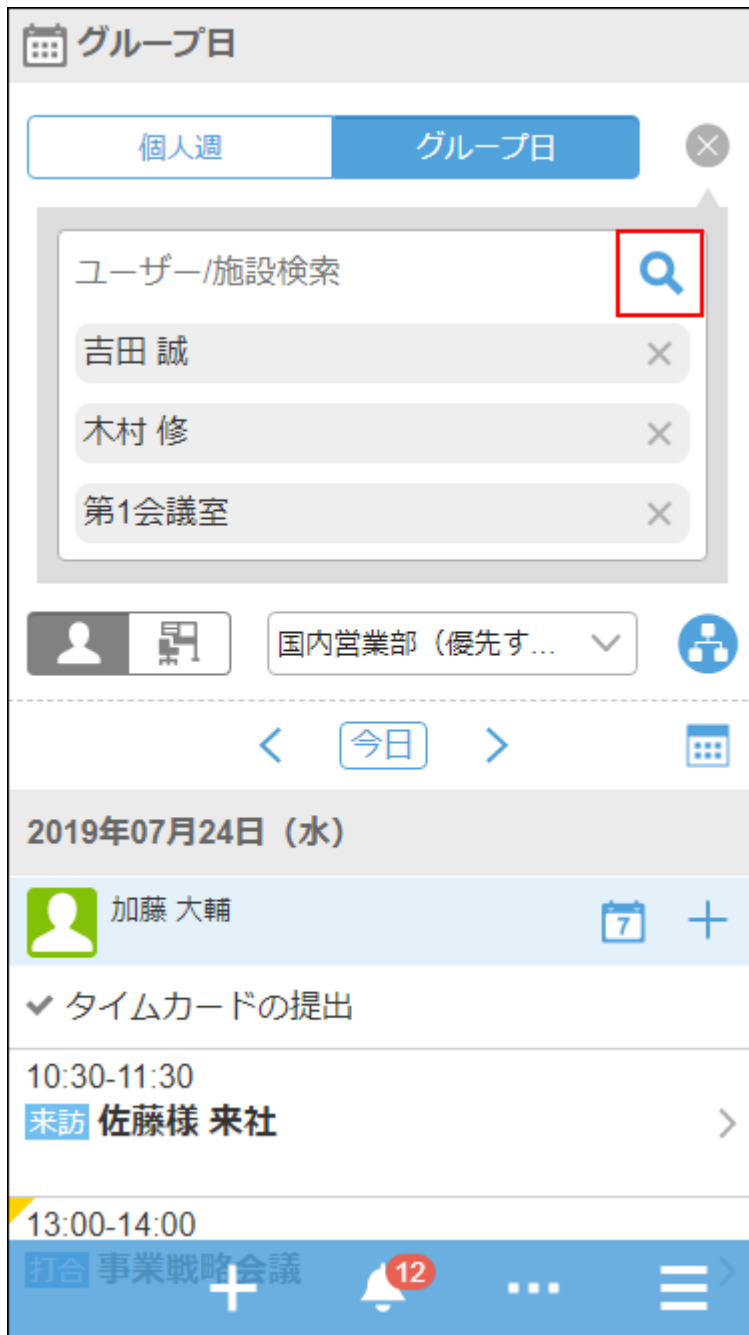 グループ日
個人週 グループ日
ユーザー/施設検索
吉田 誠
木村 修
第1会議室
国内営業部（優先す...
今日
2019年07月24日（水）
加藤 大輔
7
タイムカードの提出
10:30-11:30
来訪 佐藤様 来社
13:00-14:00
打合 事業戦略会議
12